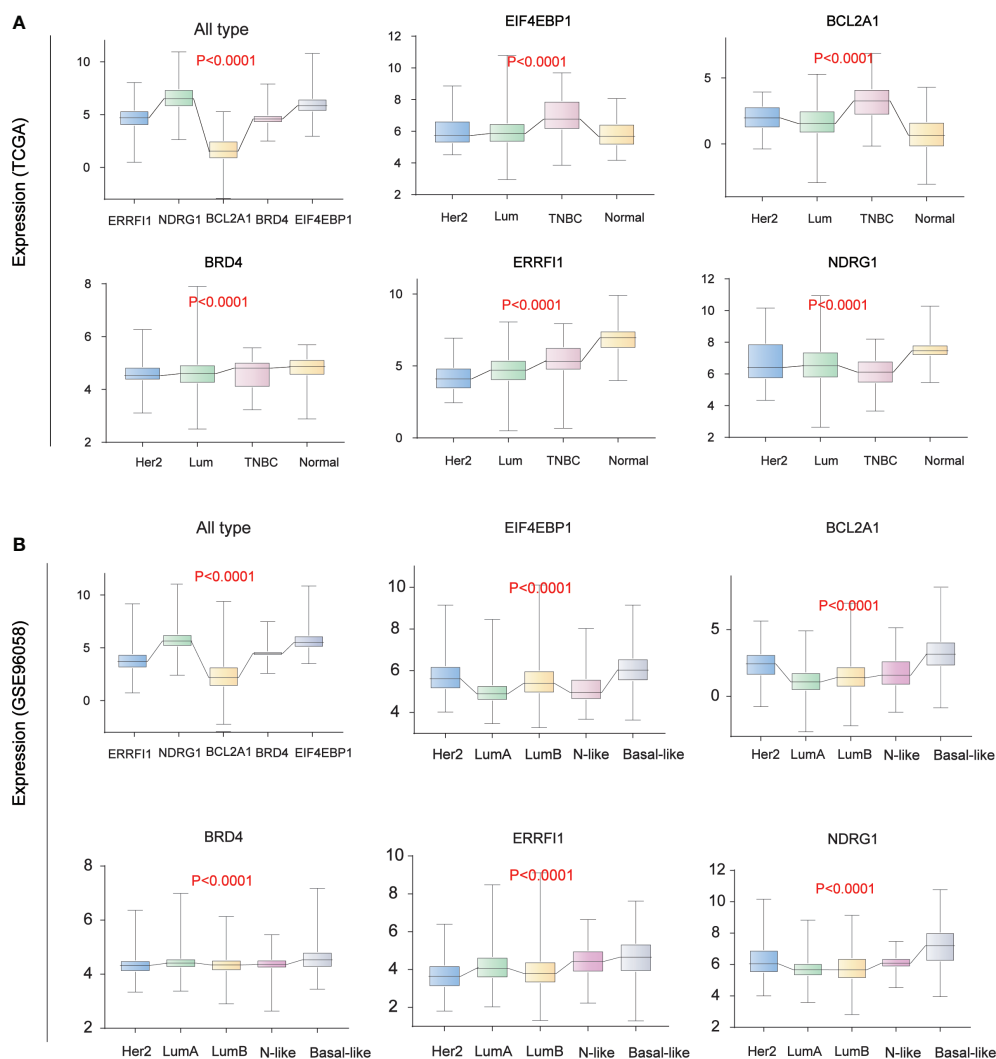 A
Expression (TCGA)
All type
P<0.0001
10
5
0
ERRFI1 NDRG1 BCL2A1 BRD4 EIF4EBP1
EIF4EBP1
P<0.0001
12
10
8
6
4
2
Her2 Lum TNBC Normal
BCL2A1
P<0.0001
5
0
Her2 Lum TNBC Normal
BRD4
P<0.0001
8
6
4
2
Her2 Lum TNBC Normal
ERRFI1
P<0.0001
10
5
0
Her2 Lum TNBC Normal
NDRG1
P<0.0001
12
10
8
6
4
2
Her2 Lum TNBC Normal
B
Expression (GSE96058)
All type
P<0.0001
10
5
0
ERRFI1 NDRG1 BCL2A1 BRD4 EIF4EBP1
EIF4EBP1
P<0.0001
10
8
6
4
Her2 LumA LumB N-like Basal-like
BCL2A1
P<0.0001
5
0
Her2 LumA LumB N-like Basal-like
BRD4
P<0.0001
8
6
4
2
Her2 LumA LumB N-like Basal-like
ERRFI1
P<0.0001
10
8
6
4
2
Her2 LumA LumB N-like Basal-like
NDRG1
P<0.0001
12
10
8
6
4
2
Her2 LumA LumB N-like Basal-like